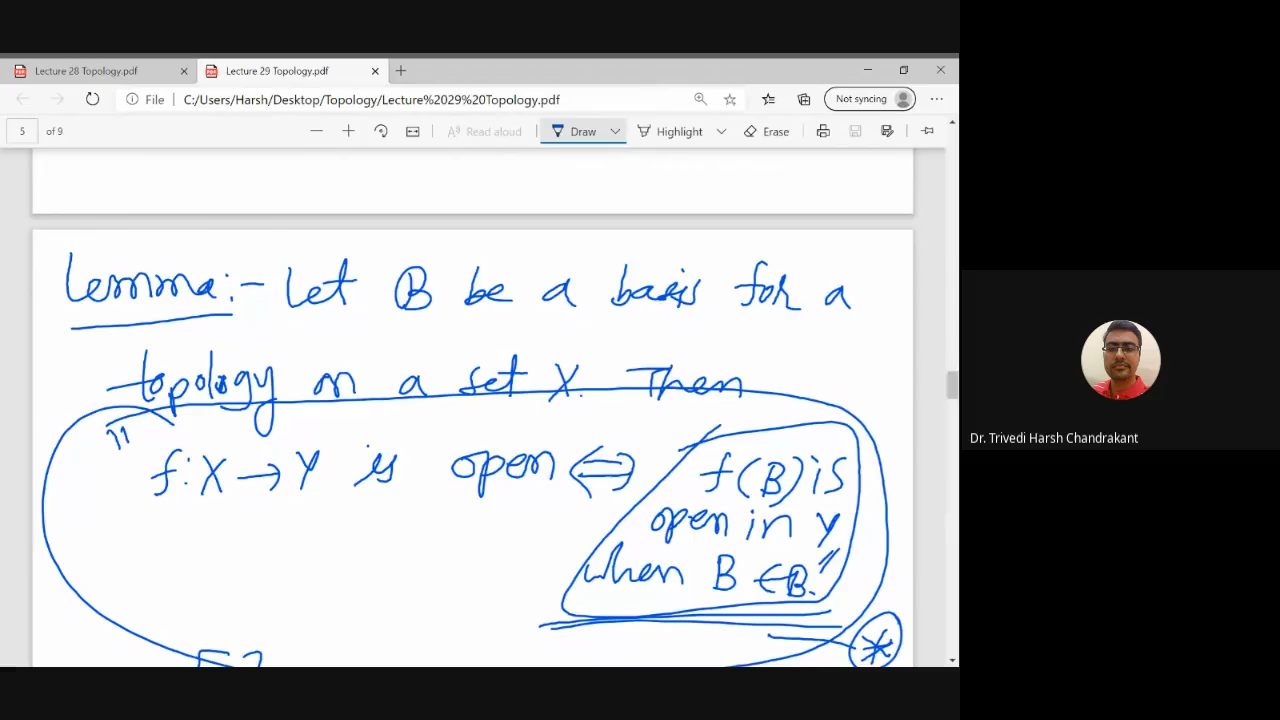 Lecture 28 Topology.pdf
Lecture 29 Topology.pdf
File C:/Users/Harsh/Desktop/Topology/Lecture%2029%20Topology.pdf Not syncing
5 of 9 Read aloud Draw Highlight Erase
Lemma:- Let B be a basis for a
topology on a set X. Then
" f: X → Y is open ⇔ f(B) is
open in Y
when B ∈ B."
*
Dr. Trivedi Harsh Chandrakant